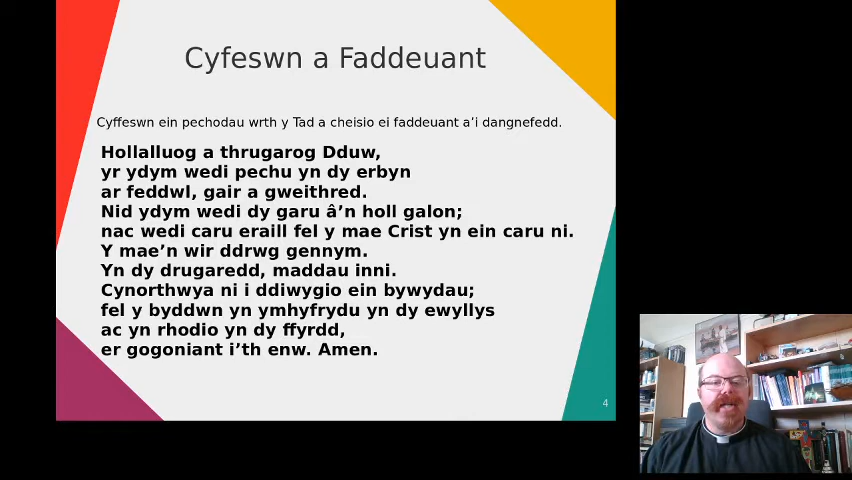 Cyfeswn a Faddeuant
Cyffeswn ein pechodau wrth y Tad a cheisio ei faddeuant a'i dangnefedd.
Hollalluog a thrugarog Dduw,
yr ydym wedi pechu yn dy erbyn
ar feddwl, gair a gweithred.
Nid ydym wedi dy garu â'n holl galon;
nac wedi caru eraill fel y mae Crist yn ein caru ni.
Y mae'n wir ddrwg gennym.
Yn dy drugaredd, maddau inni.
Cynorthwya ni i ddiwygio ein bywydau;
fel y byddwn yn ymhyfrydu yn dy ewyllys
ac yn rhodio yn dy ffyrdd,
er gogoniant i'th enw. Amen.
4